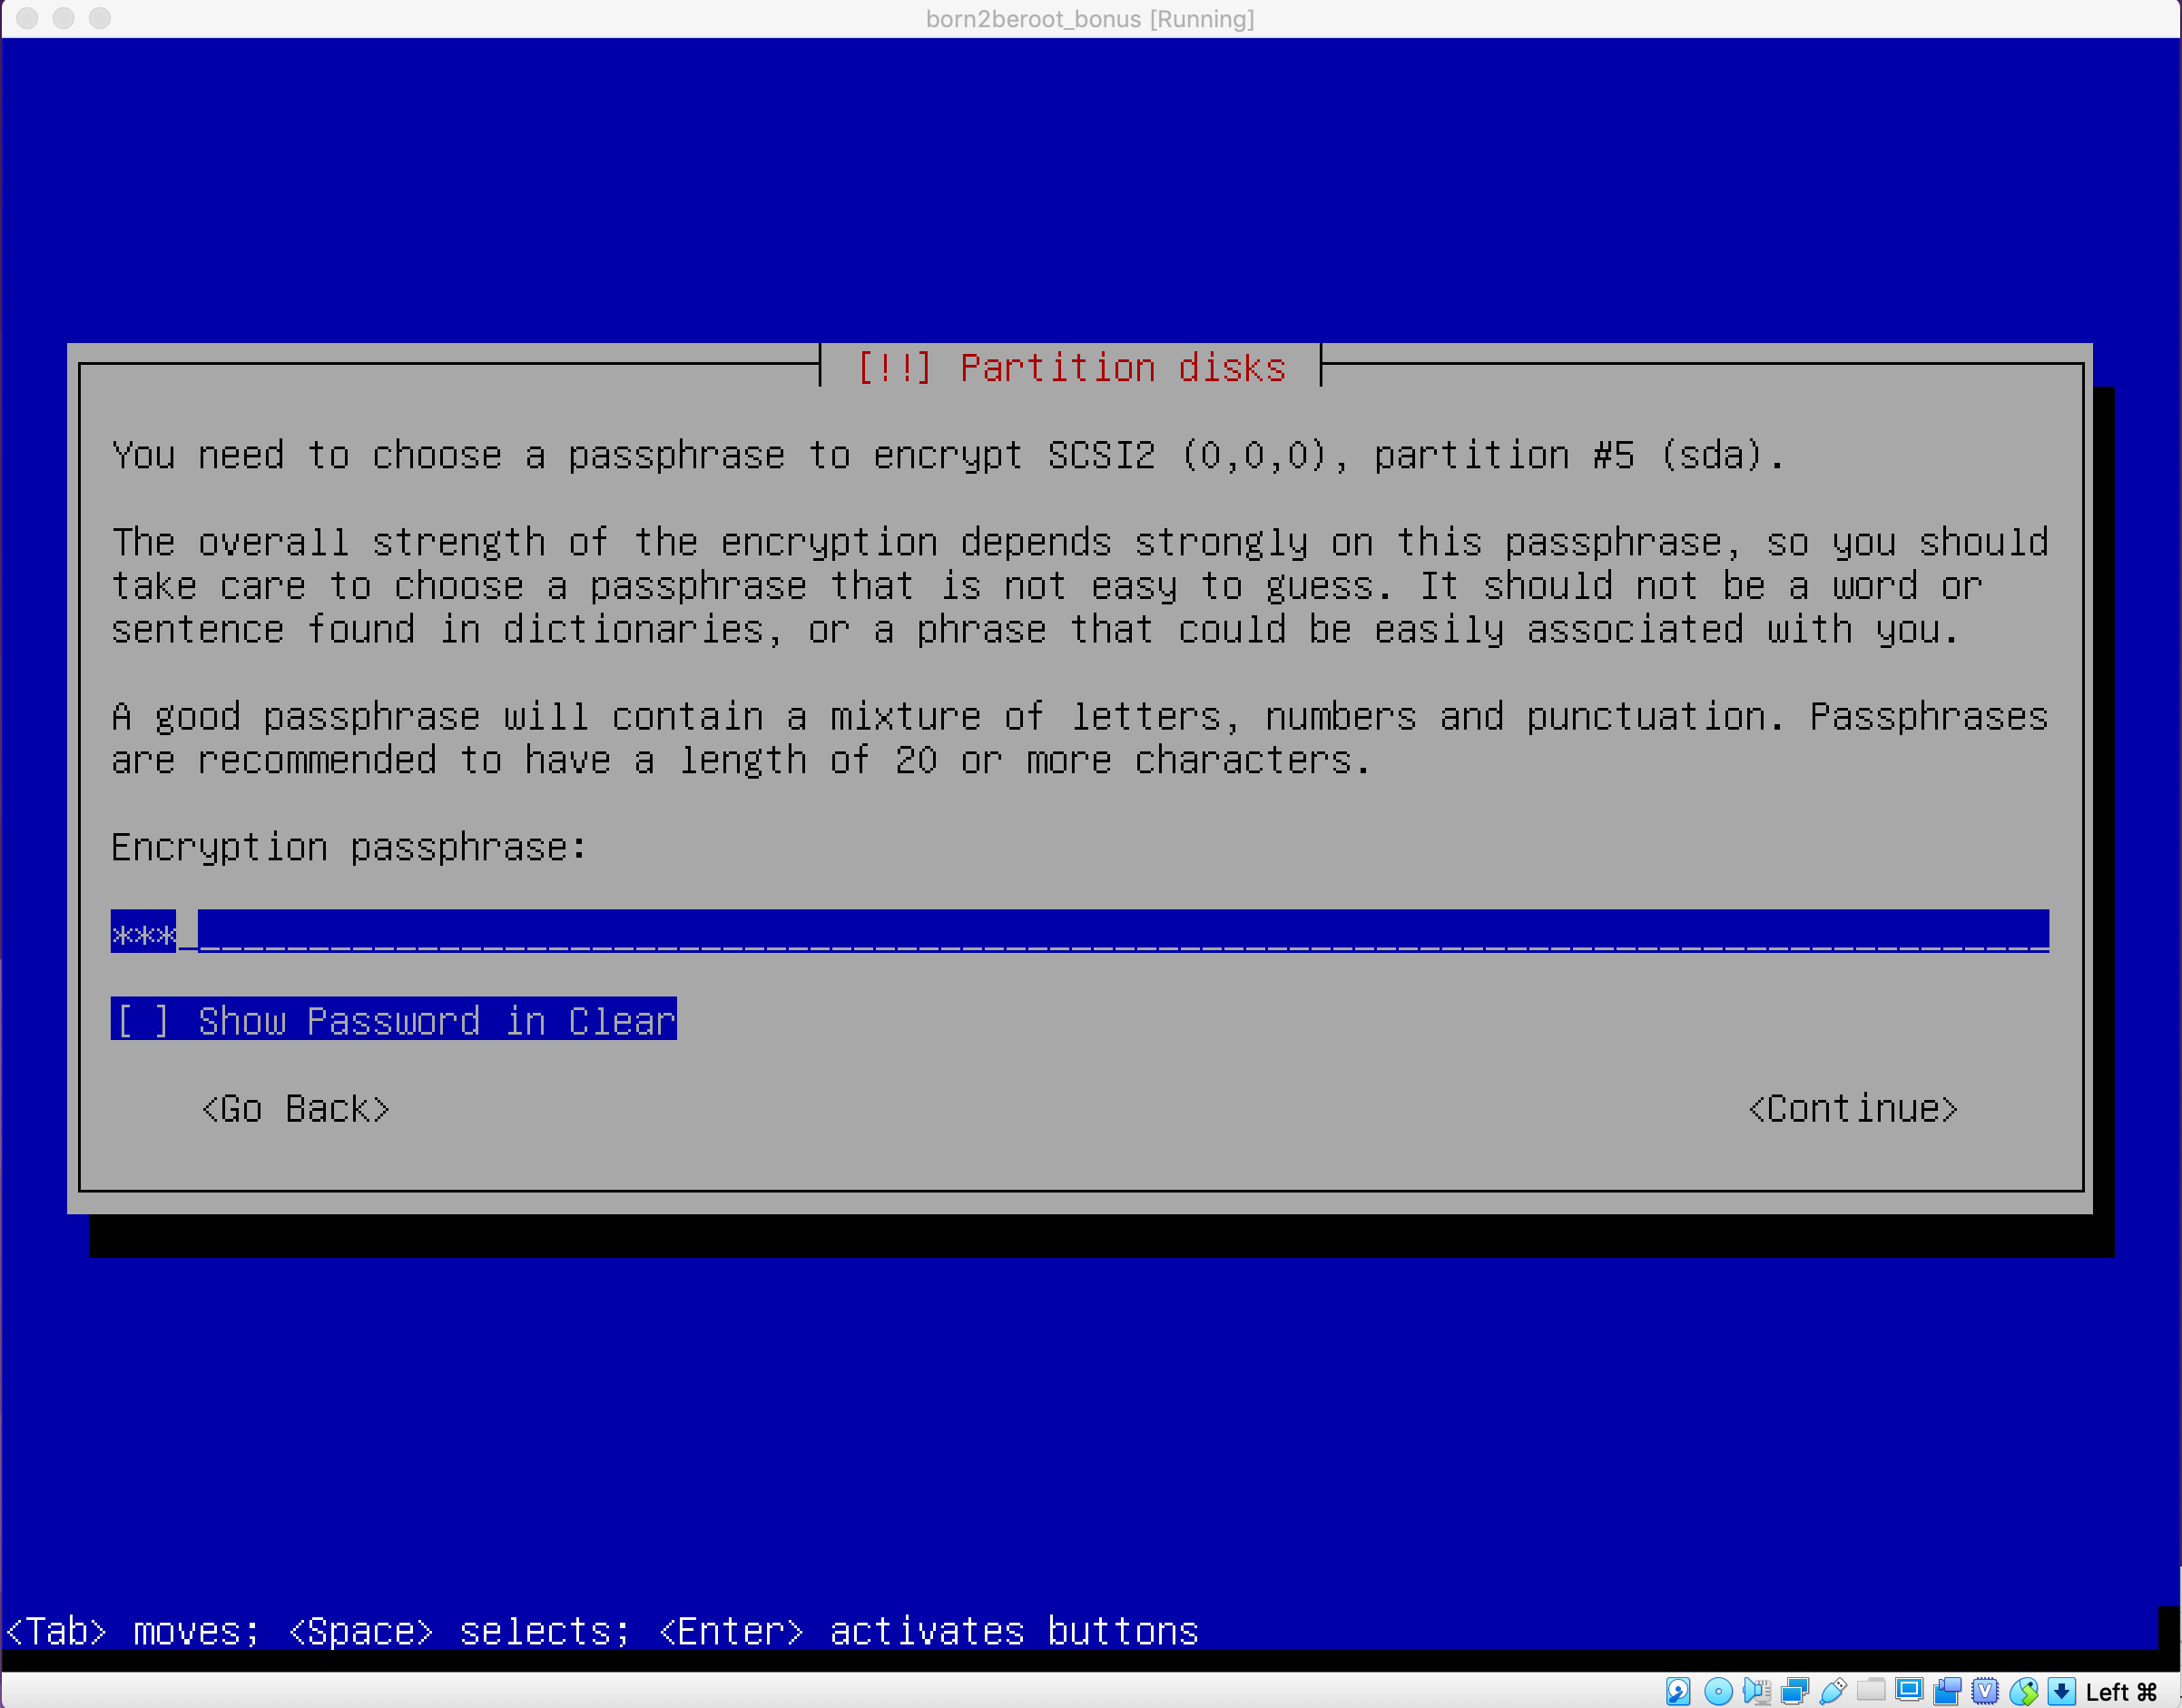 born2beroot_bonus [Running]
[!!] Partition disks
You need to choose a passphrase to encrypt SCSI2 (0,0,0), partition #5 (sda).
The overall strength of the encryption depends strongly on this passphrase, so you should
take care to choose a passphrase that is not easy to guess. It should not be a word or
sentence found in dictionaries, or a phrase that could be easily associated with you.
A good passphrase will contain a mixture of letters, numbers and punctuation. Passphrases
are recommended to have a length of 20 or more characters.
Encryption passphrase:
***
[ ] Show Password in Clear
<Go Back> <Continue>
<Tab> moves; <Space> selects; <Enter> activates buttons
Left ⌘